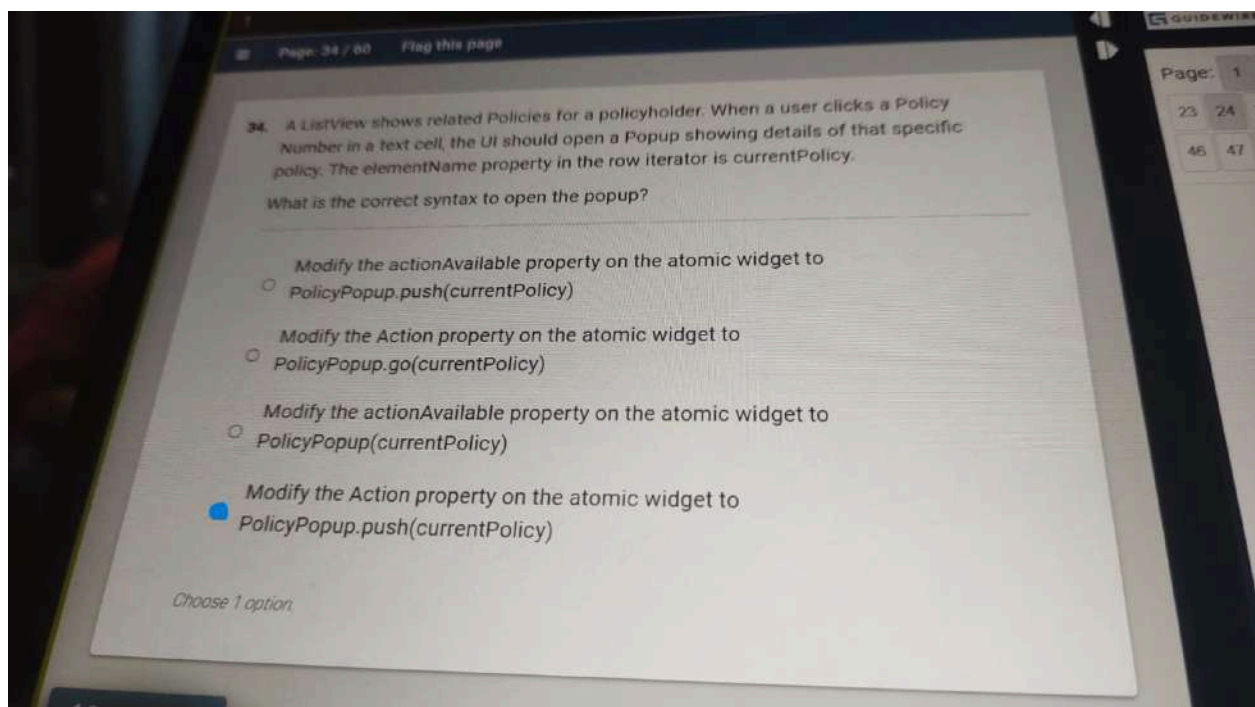 Page: 34 / 60 Flag this page
GUIDEWIRE
Page: 1
23 24
46 47
34. A ListView shows related Policies for a policyholder. When a user clicks a Policy
Number in a text cell, the UI should open a Popup showing details of that specific
policy. The elementName property in the row iterator is currentPolicy.
What is the correct syntax to open the popup?
Modify the actionAvailable property on the atomic widget to
PolicyPopup.push(currentPolicy)
Modify the Action property on the atomic widget to
PolicyPopup.go(currentPolicy)
Modify the actionAvailable property on the atomic widget to
PolicyPopup(currentPolicy)
Modify the Action property on the atomic widget to
PolicyPopup.push(currentPolicy)
Choose 1 option.